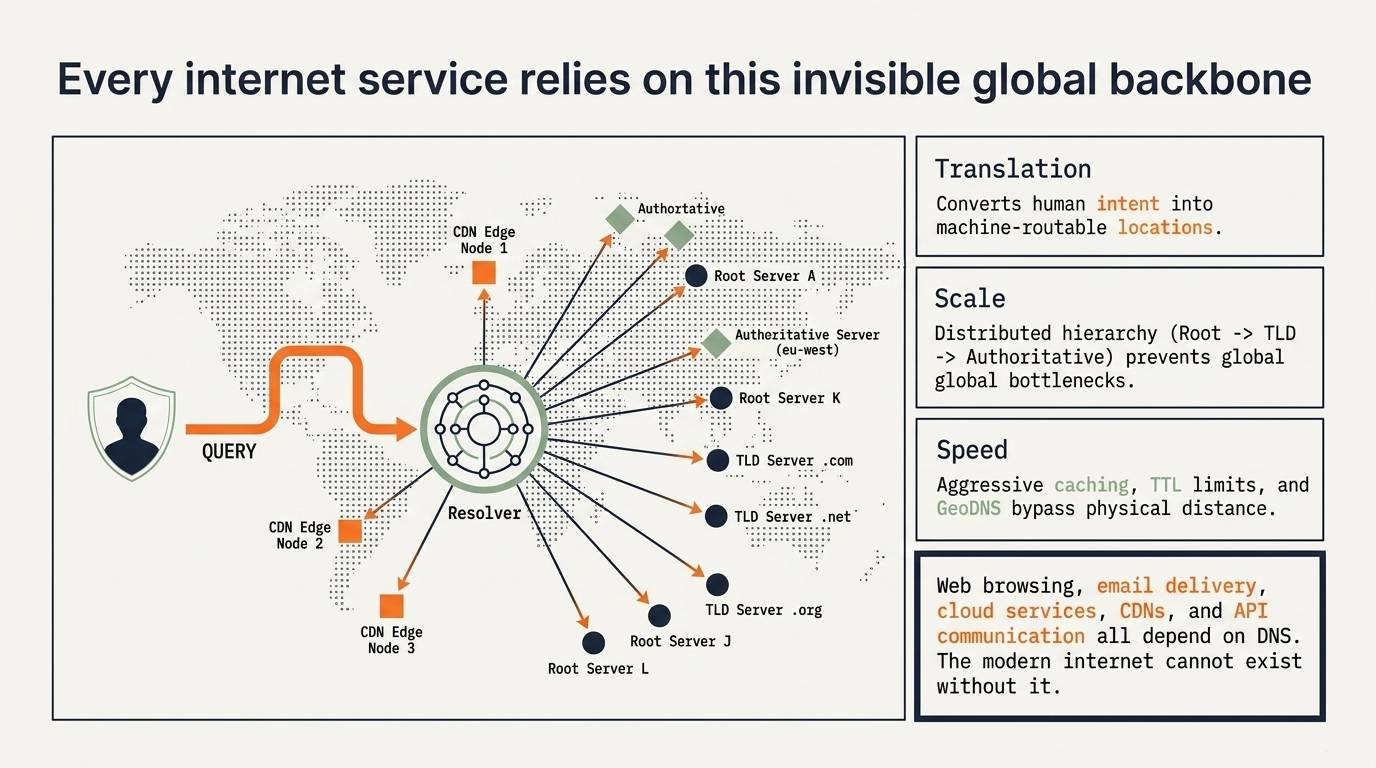 Every internet service relies on this invisible global backbone
CDN Edge
Node 1
Authortative
Root Server A
Autheritative Server
(eu-west)
Root Server K
TLD Server .com
TLD Server .net
TLD Server .org
Root Server J
Root Server L
QUERY
Resolver
CDN Edge
Node 2
CDN Edge
Node 3
Translation
Converts human intent into
machine-routable locations.
Scale
Distributed hierarchy (Root -> TLD
-> Authoritative) prevents global
global bottlenecks.
Speed
Aggressive caching, TTL limits, and
GeoDNS bypass physical distance.
Web browsing, email delivery,
cloud services, CDNs, and API
communication all depend on DNS.
The modern internet cannot exist
without it.